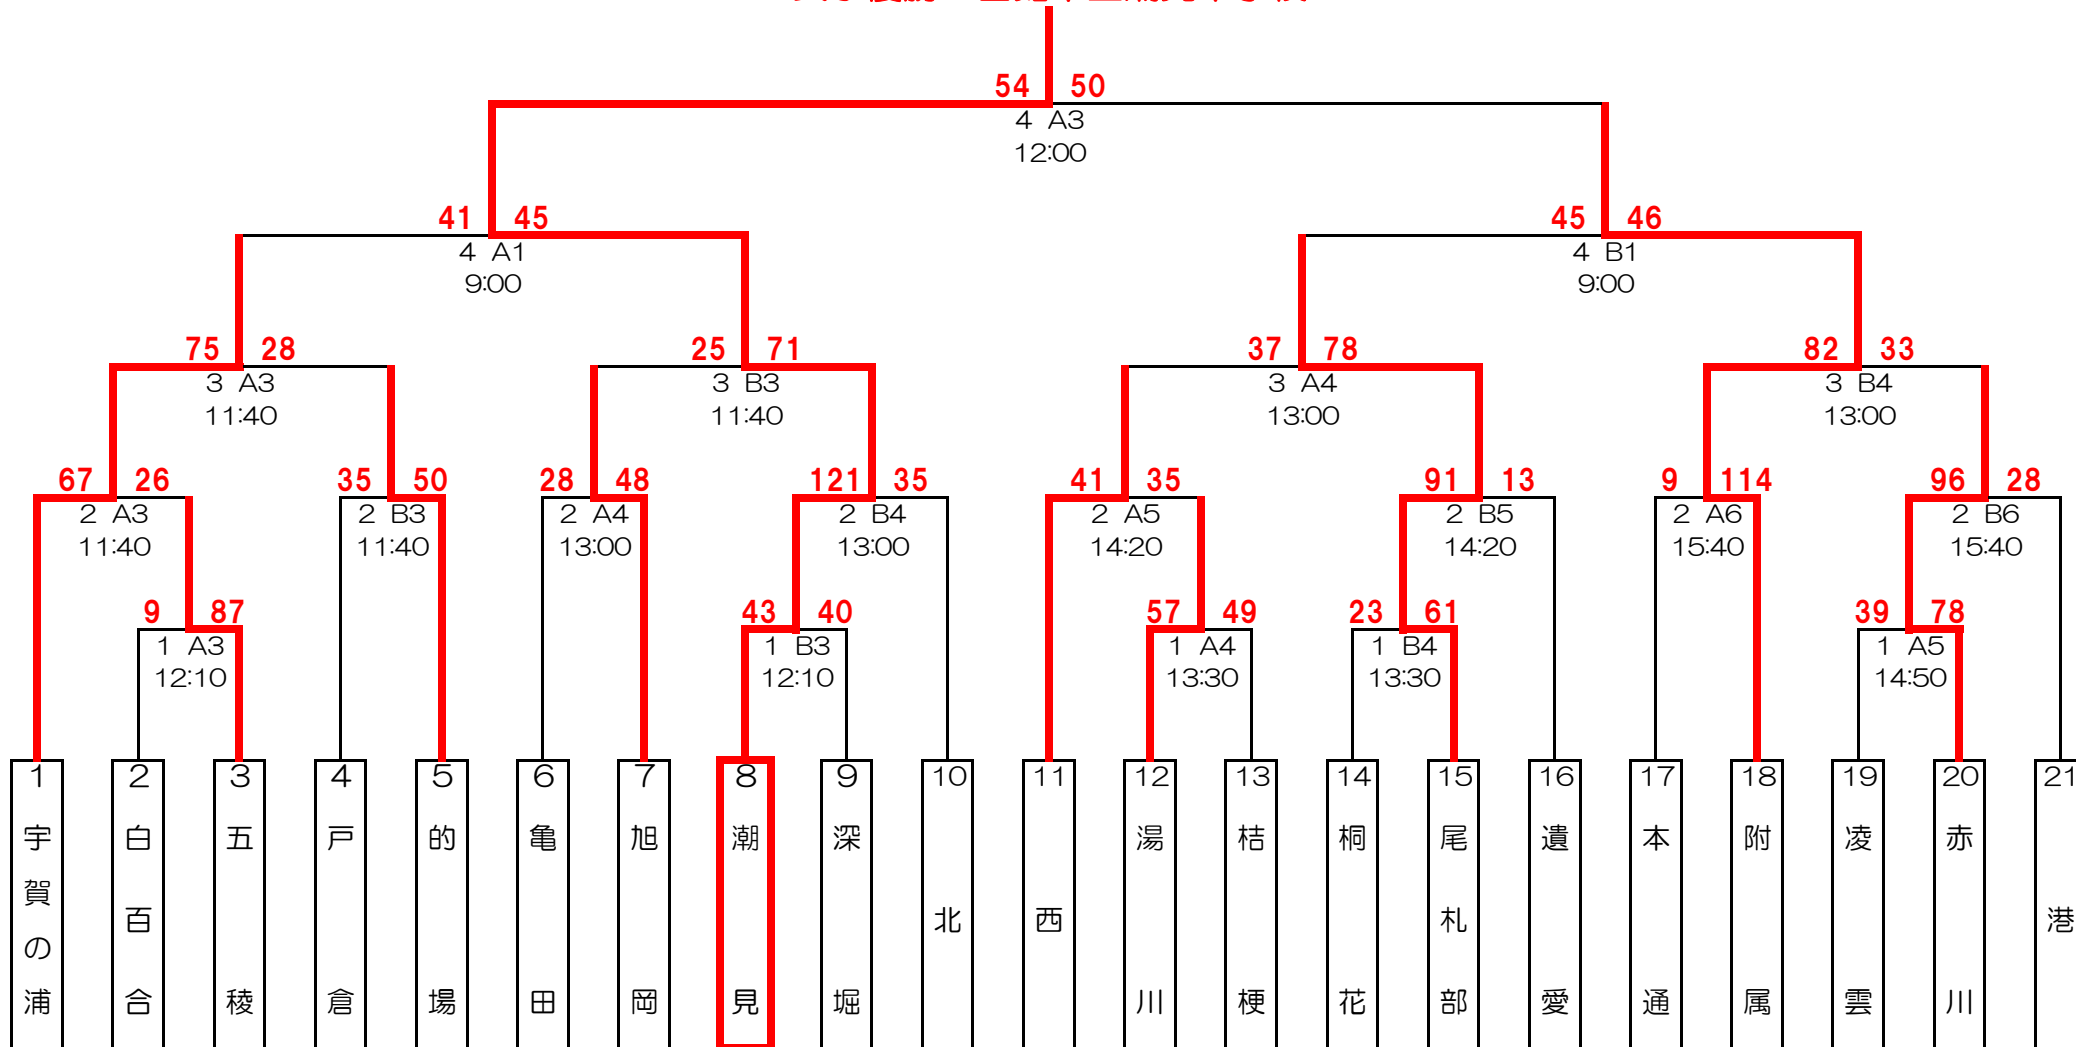 54 50
4 A3
12:00
41 45 45 46
4 A1 4 B1
9:00 9:00
75 28 25 71 37 78 82 33
3 A3 3 B3 3 A4 3 B4
11:40 11:40 13:00 13:00
67 26 35 50 28 48 121 35 41 35 91 13 9 114 96 28
2 A3 2 B3 2 A4 2 B4 2 A5 2 B5 2 A6 2 B6
11:40 11:40 13:00 13:00 14:20 14:20 15:40 15:40
9 87 43 40 57 49 23 61 39 78
1 A3 1 B3 1 A4 1 B4 1 A5
12:10 12:10 13:30 13:30 14:50
1 2 3 4 5 6 7 8 9 10 11 12 13 14 15 16 17 18 19 20 21
宇賀の浦
白百合
五稜
戸倉
的場
亀田
旭岡
潮見
深堀
北
西
湯川
桔梗
桐花
尾札部
遺愛
本通
附属
凌雲
赤川
港